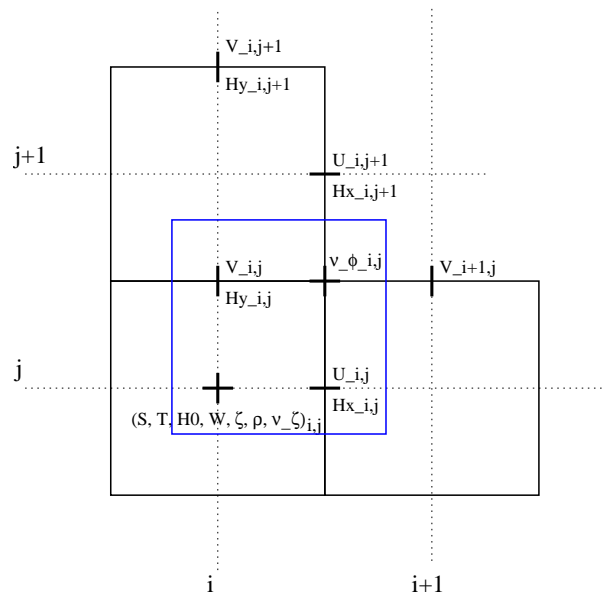 V_i,j+1
Hy_i,j+1
j+1
U_i,j+1
Hx_i,j+1
ν_ϕ_i,j
V_i,j
V_i+1,j
Hy_i,j
j
U_i,j
Hx_i,j
(S, T, H0, W, ζ, ρ, ν_ζ)i,j
i
i+1